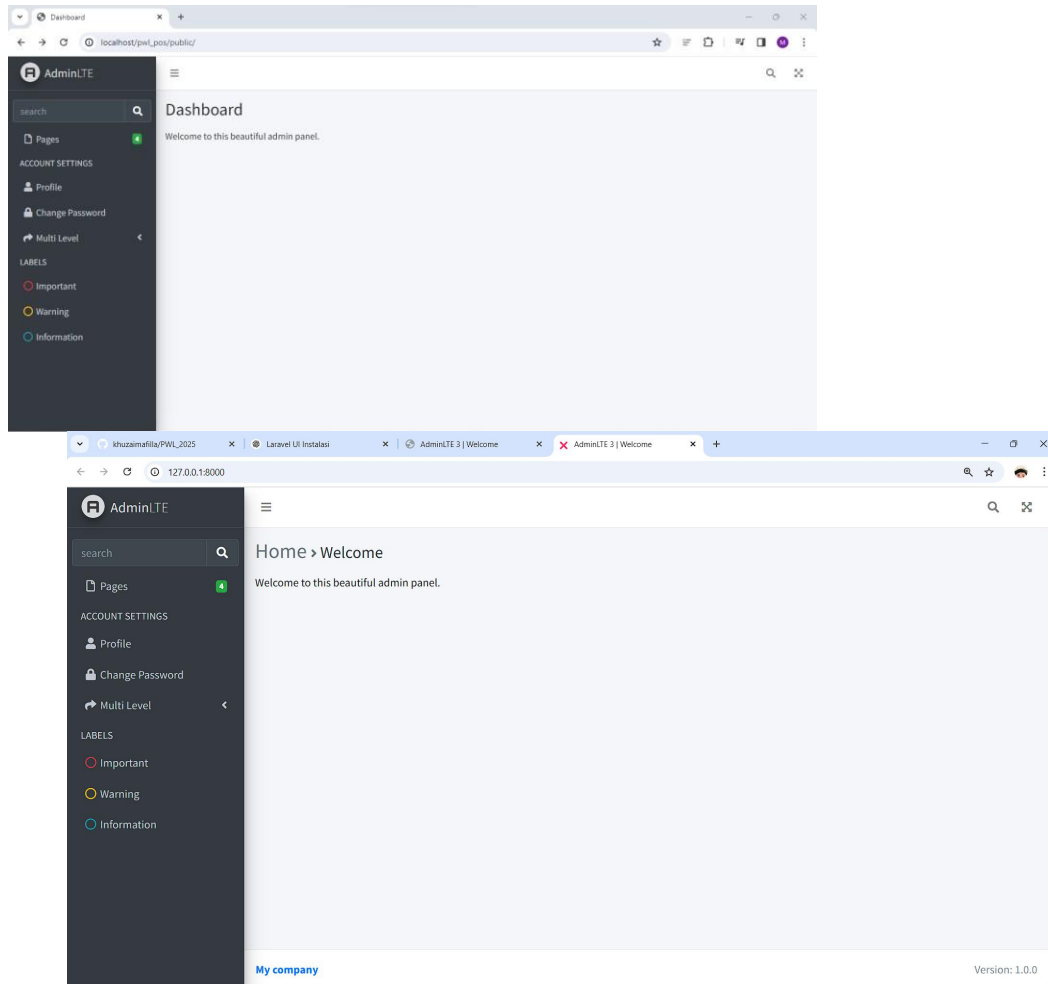 Dashboard
localhost/pwl_pos/public/
M
AdminLTE
search
Dashboard
Pages 4
Welcome to this beautiful admin panel.
ACCOUNT SETTINGS
Profile
Change Password
Multi Level
LABELS
Important
Warning
Information
khuzaimafilla/PWL_2025 Laravel UI Instalasi AdminLTE 3 | Welcome AdminLTE 3 | Welcome
127.0.0.1:8000
AdminLTE
search
Home › Welcome
Pages 4
Welcome to this beautiful admin panel.
ACCOUNT SETTINGS
Profile
Change Password
Multi Level
LABELS
Important
Warning
Information
My company Version: 1.0.0